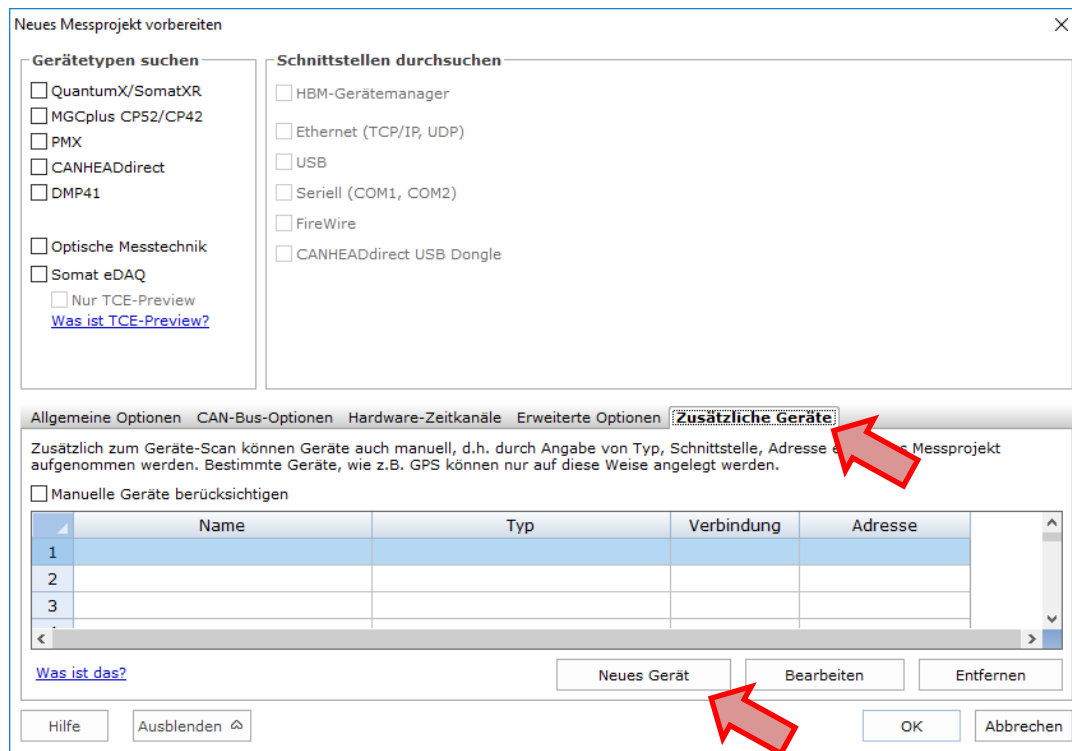 Neues Messprojekt vorbereiten
Gerätetypen suchen
QuantumX/SomatXR
MGCplus CP52/CP42
PMX
CANHEADdirect
DMP41
Optische Messtechnik
Somat eDAQ
Nur TCE-Preview
Was ist TCE-Preview?
Schnittstellen durchsuchen
HBM-Gerätemanager
Ethernet (TCP/IP, UDP)
USB
Seriell (COM1, COM2)
FireWire
CANHEADdirect USB Dongle
Allgemeine Optionen CAN-Bus-Optionen Hardware-Zeitkanäle Erweiterte Optionen Zusätzliche Geräte
Zusätzlich zum Geräte-Scan können Geräte auch manuell, d.h. durch Angabe von Typ, Schnittstelle, Adresse Messprojekt
aufgenommen werden. Bestimmte Geräte, wie z.B. GPS können nur auf diese Weise angelegt werden.
Manuelle Geräte berücksichtigen
Name Typ Verbindung Adresse
1
2
3
Was ist das? Neues Gerät Bearbeiten Entfernen
Hilfe Ausblenden OK Abbrechen